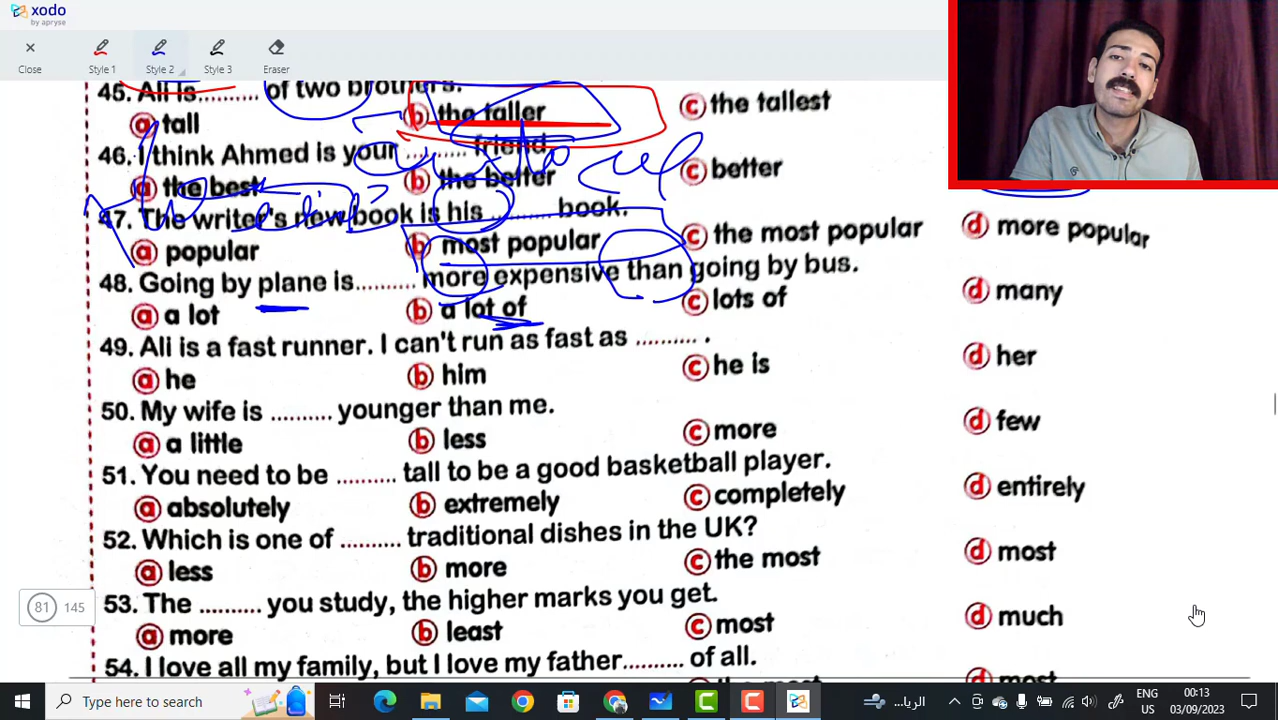 xodo
by apryse
Close
Style 1
Style 2
Style 3
Eraser
45. Ali is.......... of two brothers.
a tall
b the taller
c the tallest
46. I think Ahmed is your .......... friend.
a the best
b the better
c better
47. The writer's new book is his .......... book.
a popular
b most popular
c the most popular
d more popular
48. Going by plane is.......... more expensive than going by bus.
a a lot
b a lot of
c lots of
d many
49. Ali is a fast runner. I can't run as fast as .......... .
a he
b him
c he is
d her
50. My wife is .......... younger than me.
a a little
b less
c more
d few
51. You need to be .......... tall to be a good basketball player.
a absolutely
b extremely
c completely
d entirely
52. Which is one of .......... traditional dishes in the UK?
a less
b more
c the most
d most
53. The .......... you study, the higher marks you get.
a more
b least
c most
d much
54. I love all my family, but I love my father.......... of all.
81 145
Type here to search
الريا...
ENG
US
00:13
03/09/2023